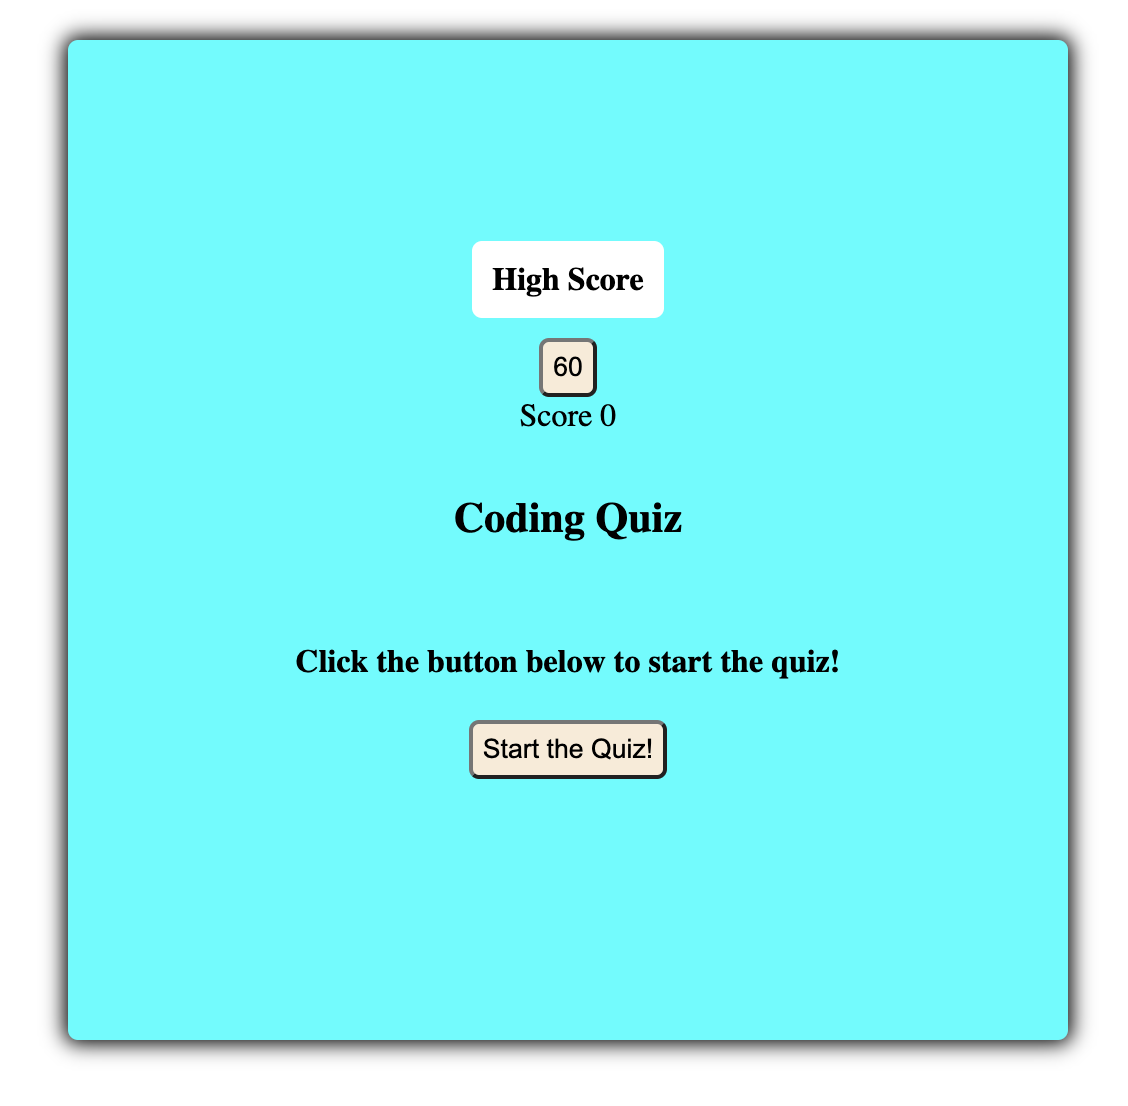 High Score
60
Score 0
Coding Quiz
Click the button below to start the quiz!
Start the Quiz!